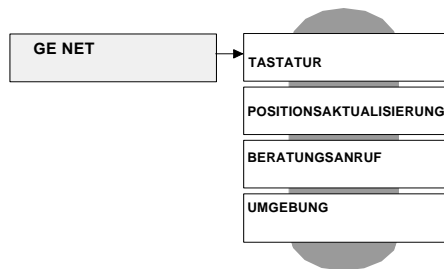 GE NET
TASTATUR
POSITIONSAKTUALISIERUNG
BERATUNGSANRUF
UMGEBUNG